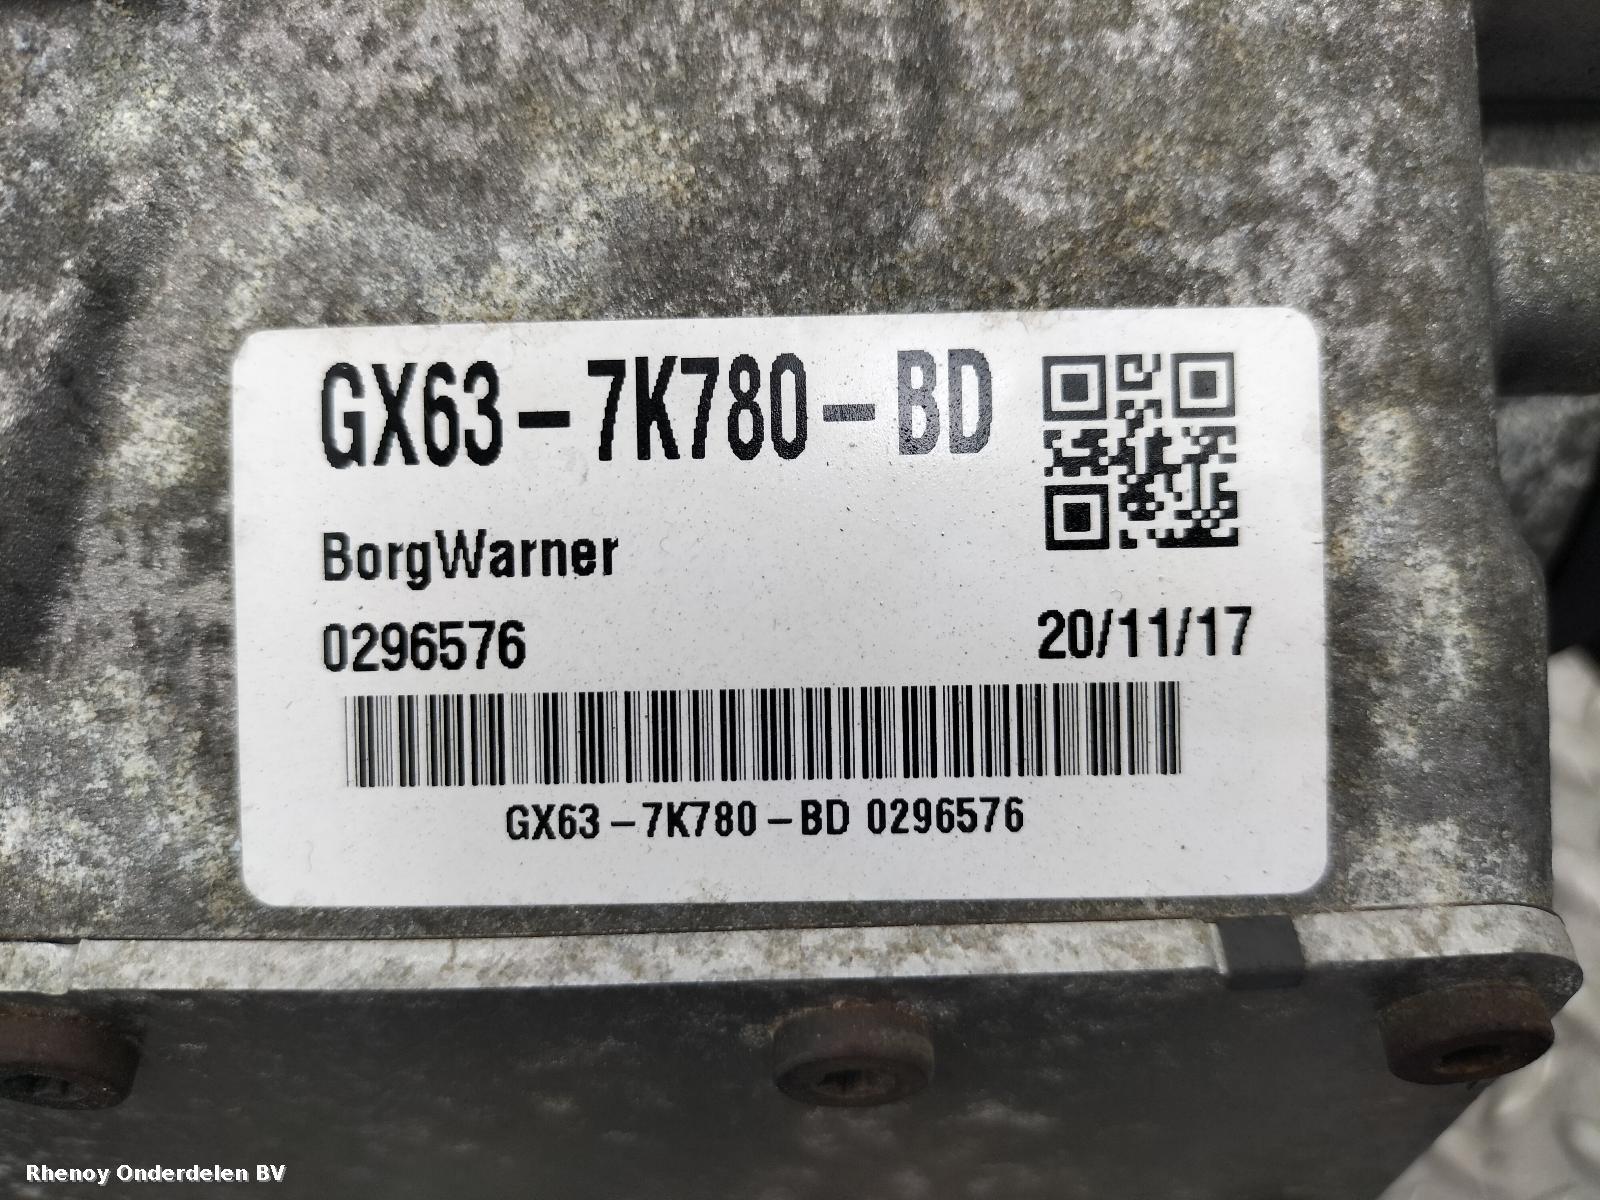 GX63-7K780-BD
BorgWarner
0296576
20/11/17
GX63-7K780-BD 0296576
Rhenoy Onderdelen BV